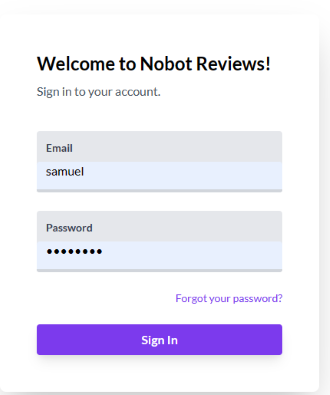 Welcome to Nobot Reviews!
Sign in to your account.
Email
samuel
Password
••••••••
Forgot your password?
Sign In